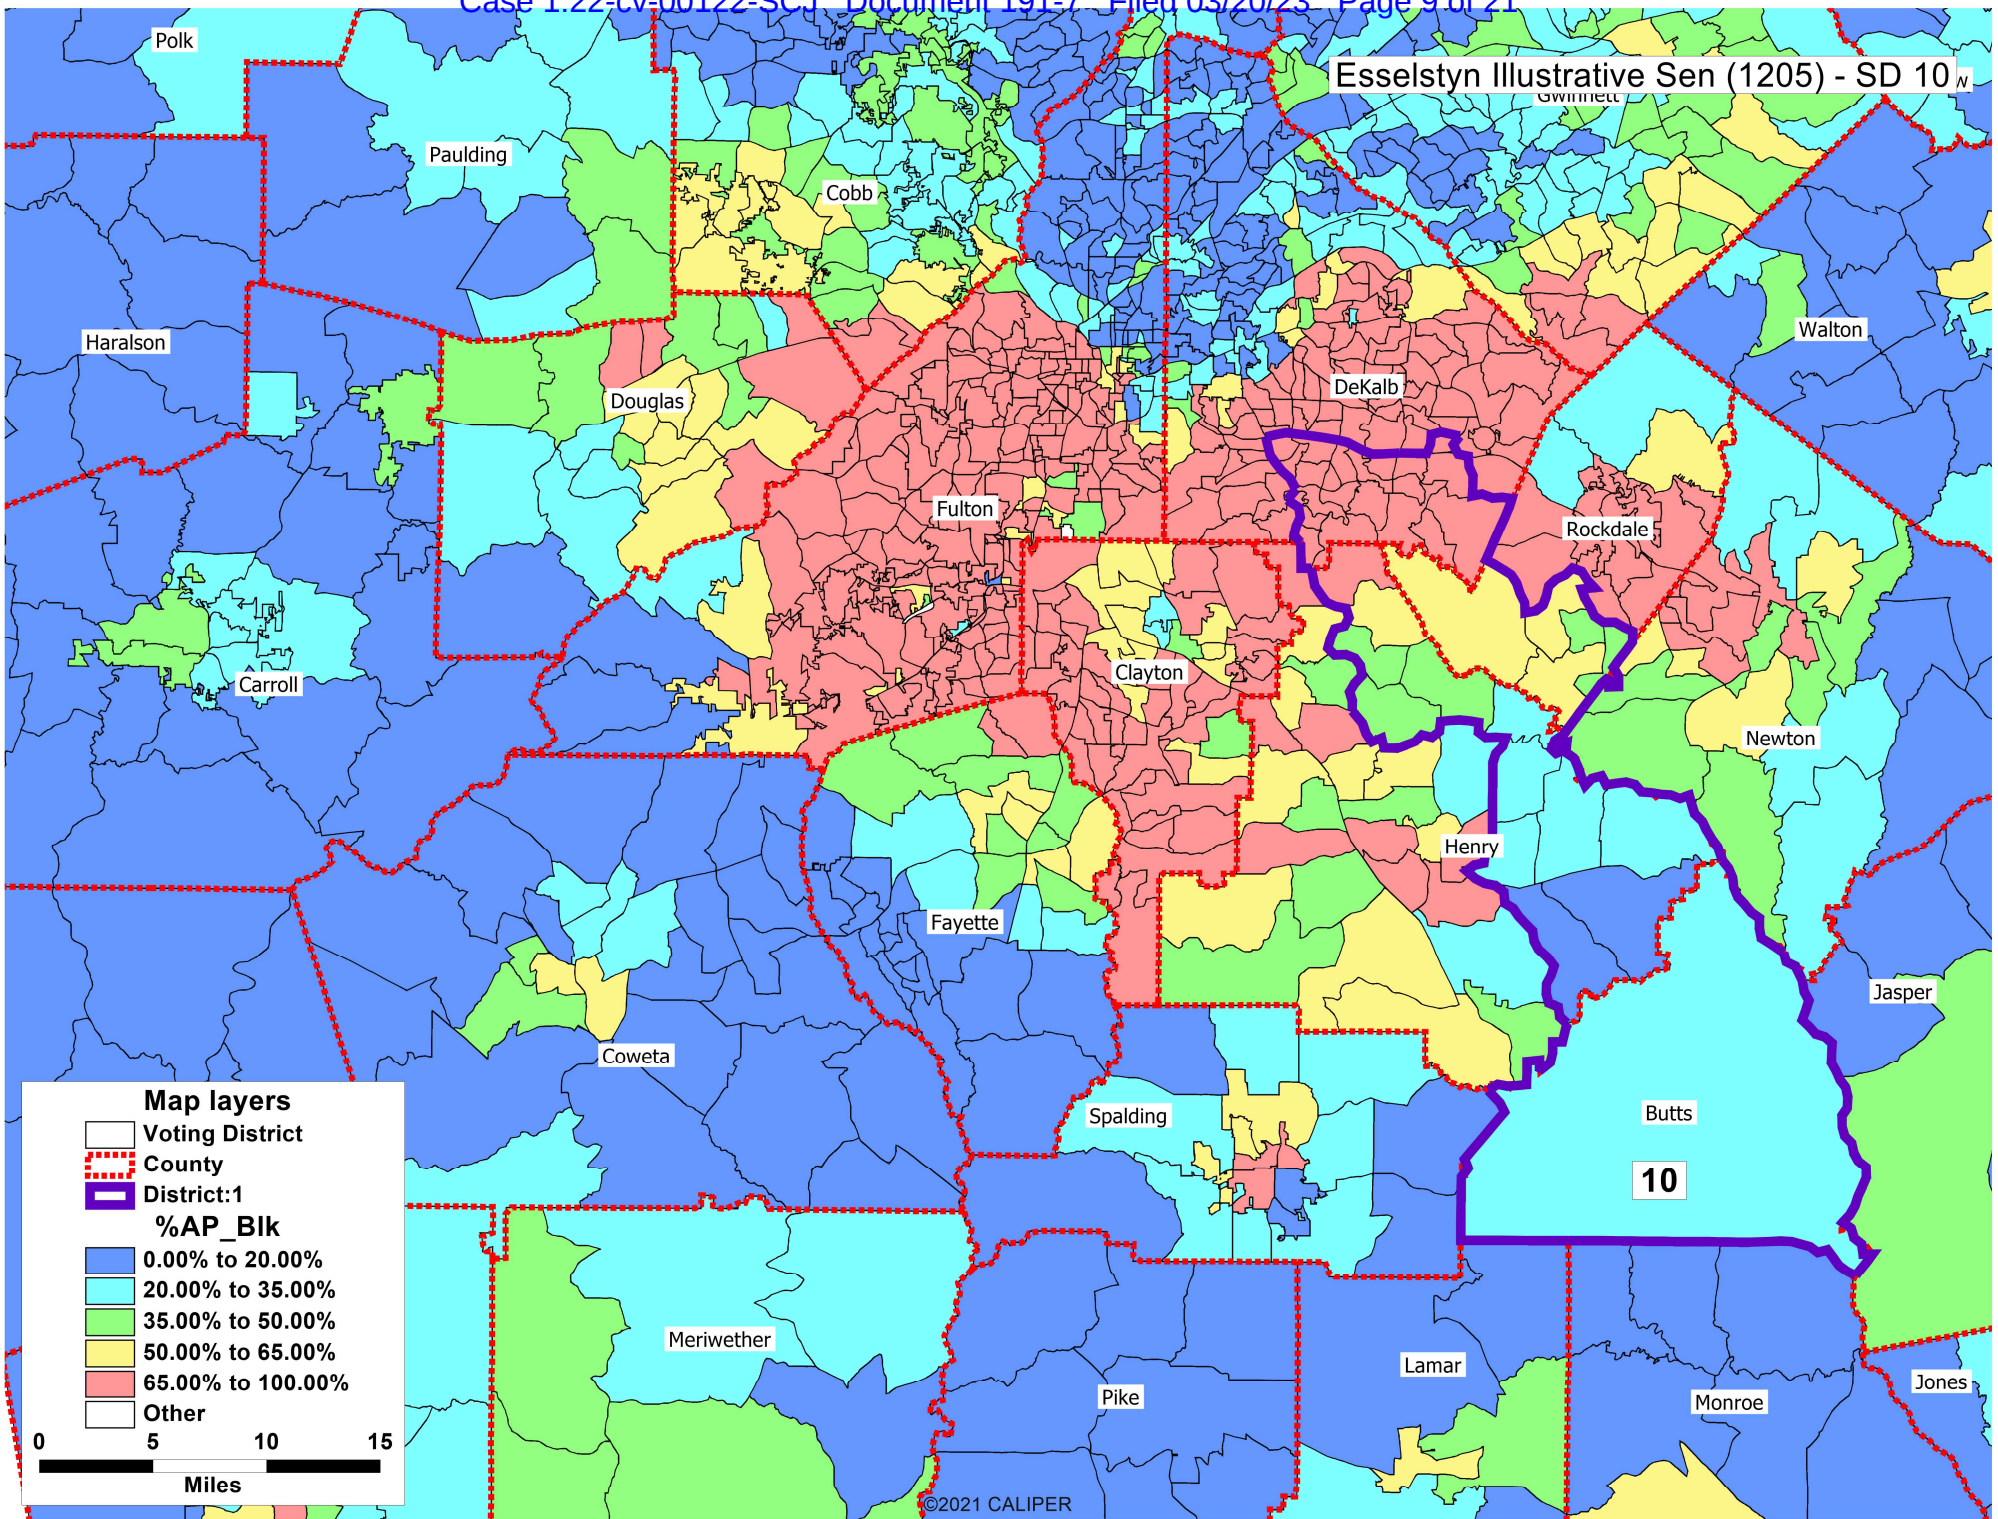 Case 1:22-cv-00122-SCJ Document 191-7 Filed 03/20/23 Page 9 of 21
Polk
Esselstyn Illustrative Sen (1205) - SD 10
Gwinnett
Paulding
Cobb
Haralson
Walton
Douglas
DeKalb
Fulton
Rockdale
Carroll
Clayton
Newton
Henry
Fayette
Jasper
Coweta
Spalding
Butts
10
Meriwether
Lamar
Pike
Monroe
Jones
Map layers
Voting District
County
District:1
%AP_Blk
0.00% to 20.00%
20.00% to 35.00%
35.00% to 50.00%
50.00% to 65.00%
65.00% to 100.00%
Other
0 5 10 15
Miles
©2021 CALIPER